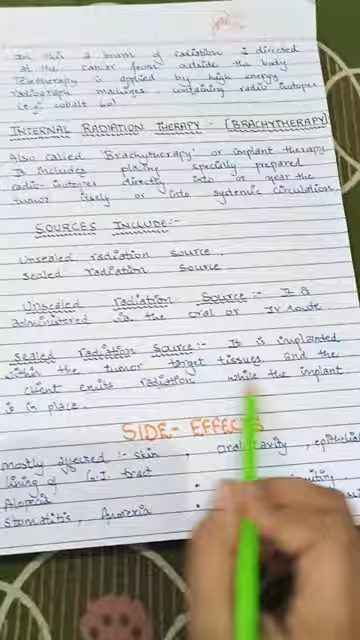 In this a beam of radiation is directed
at the cancer from outside the body
Teletherapy is applied by high energy
radiograph machines containing radio isotopes
(e.g. cobalt 60)
INTERNAL RADIATION THERAPY - [BRACHYTHERAPY]
Also called 'Brachytherapy' or implant therapy
It includes placing specially prepared
radio-isotopes directly into or near the
tumor itself or into systemic circulation
SOURCES INCLUDE:-
Unsealed radiation source.
sealed radiation source
Unsealed radiation Source:- It is
administered via the oral or IV route
sealed radiation Source:- It is implanted
within the tumor target tissues and the
client emits radiation while the implant
is in place.
SIDE-EFFECTS
mostly affected :- skin, oral cavity, epithelial
lining of G.I. tract
Stomatitis, Anorexia